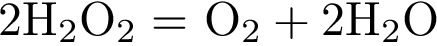 2H₂O₂ = O₂ + 2H₂O